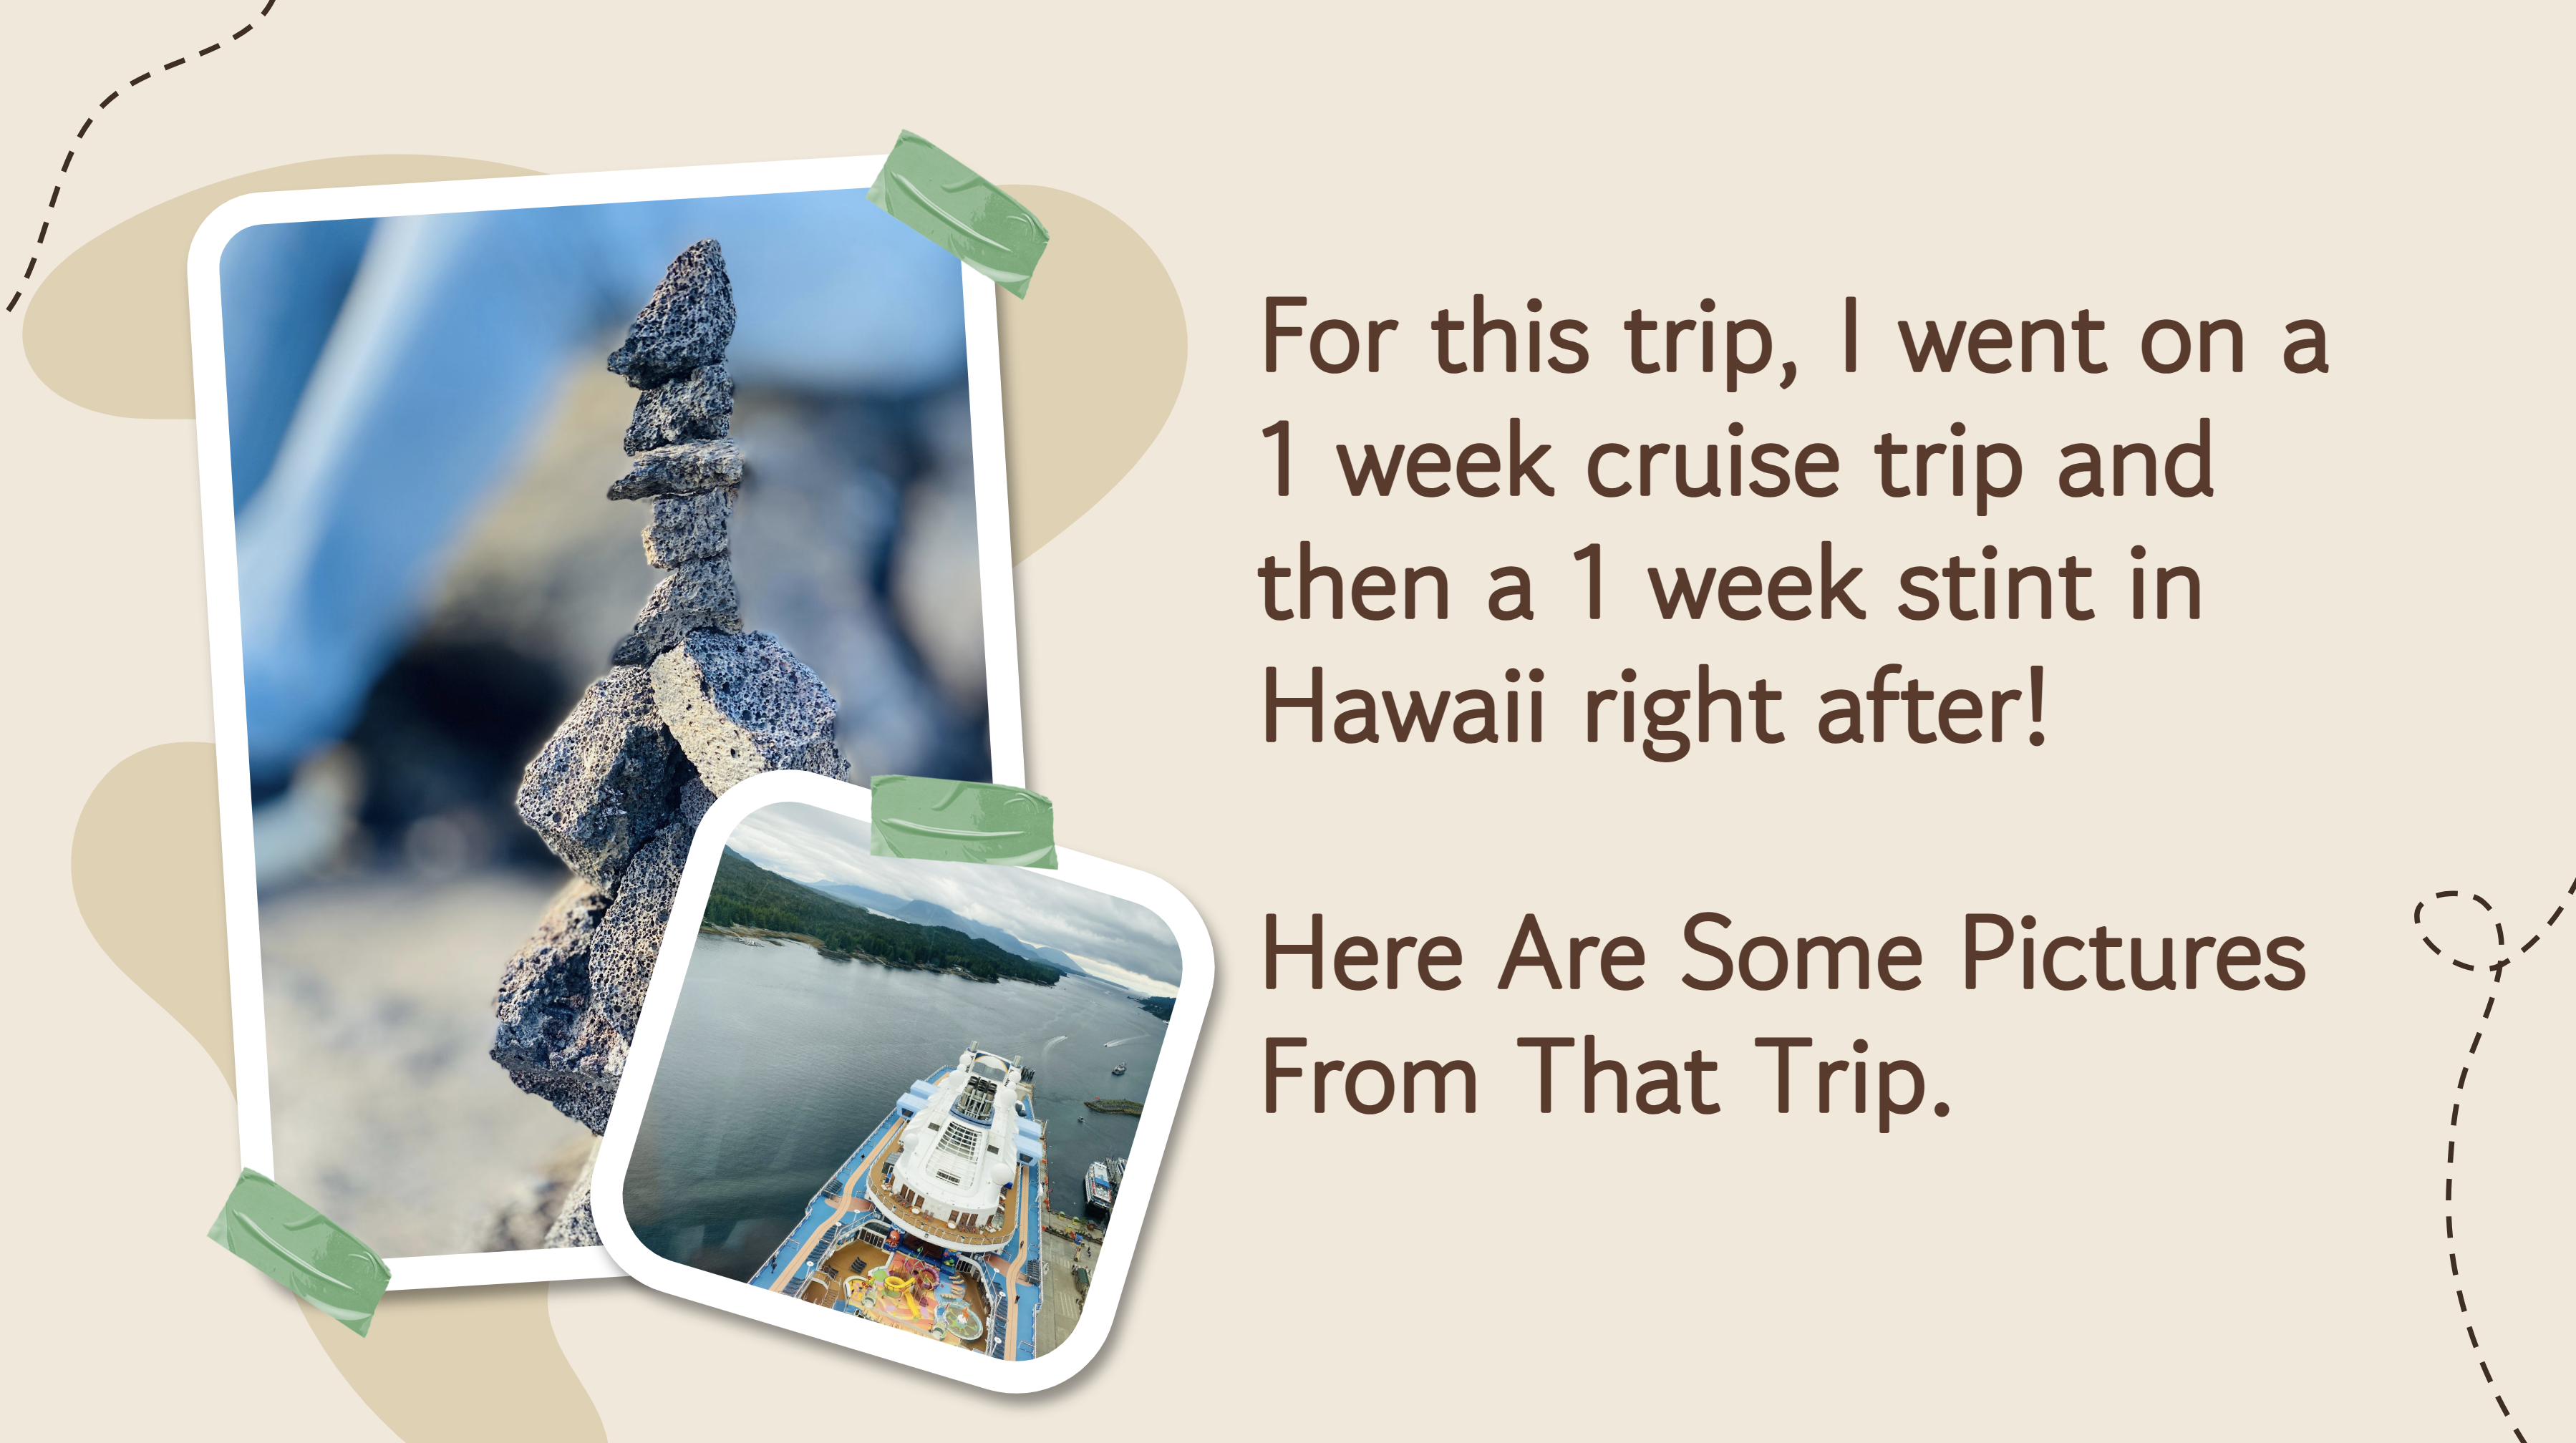 For this trip, I went on a
1 week cruise trip and
then a 1 week stint in
Hawaii right after!
Here Are Some Pictures
From That Trip.